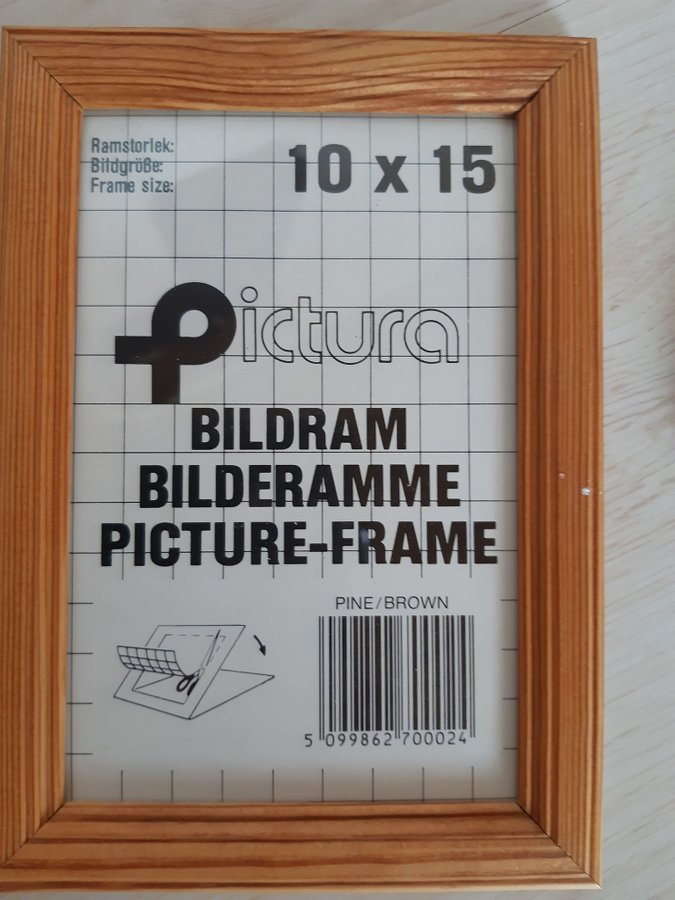 Ramstorlek:
Bildgröße:
Frame size:
10 x 15
Pictura
BILDRAM
BILDERAMME
PICTURE-FRAME
PINE/BROWN
5 099862 700024